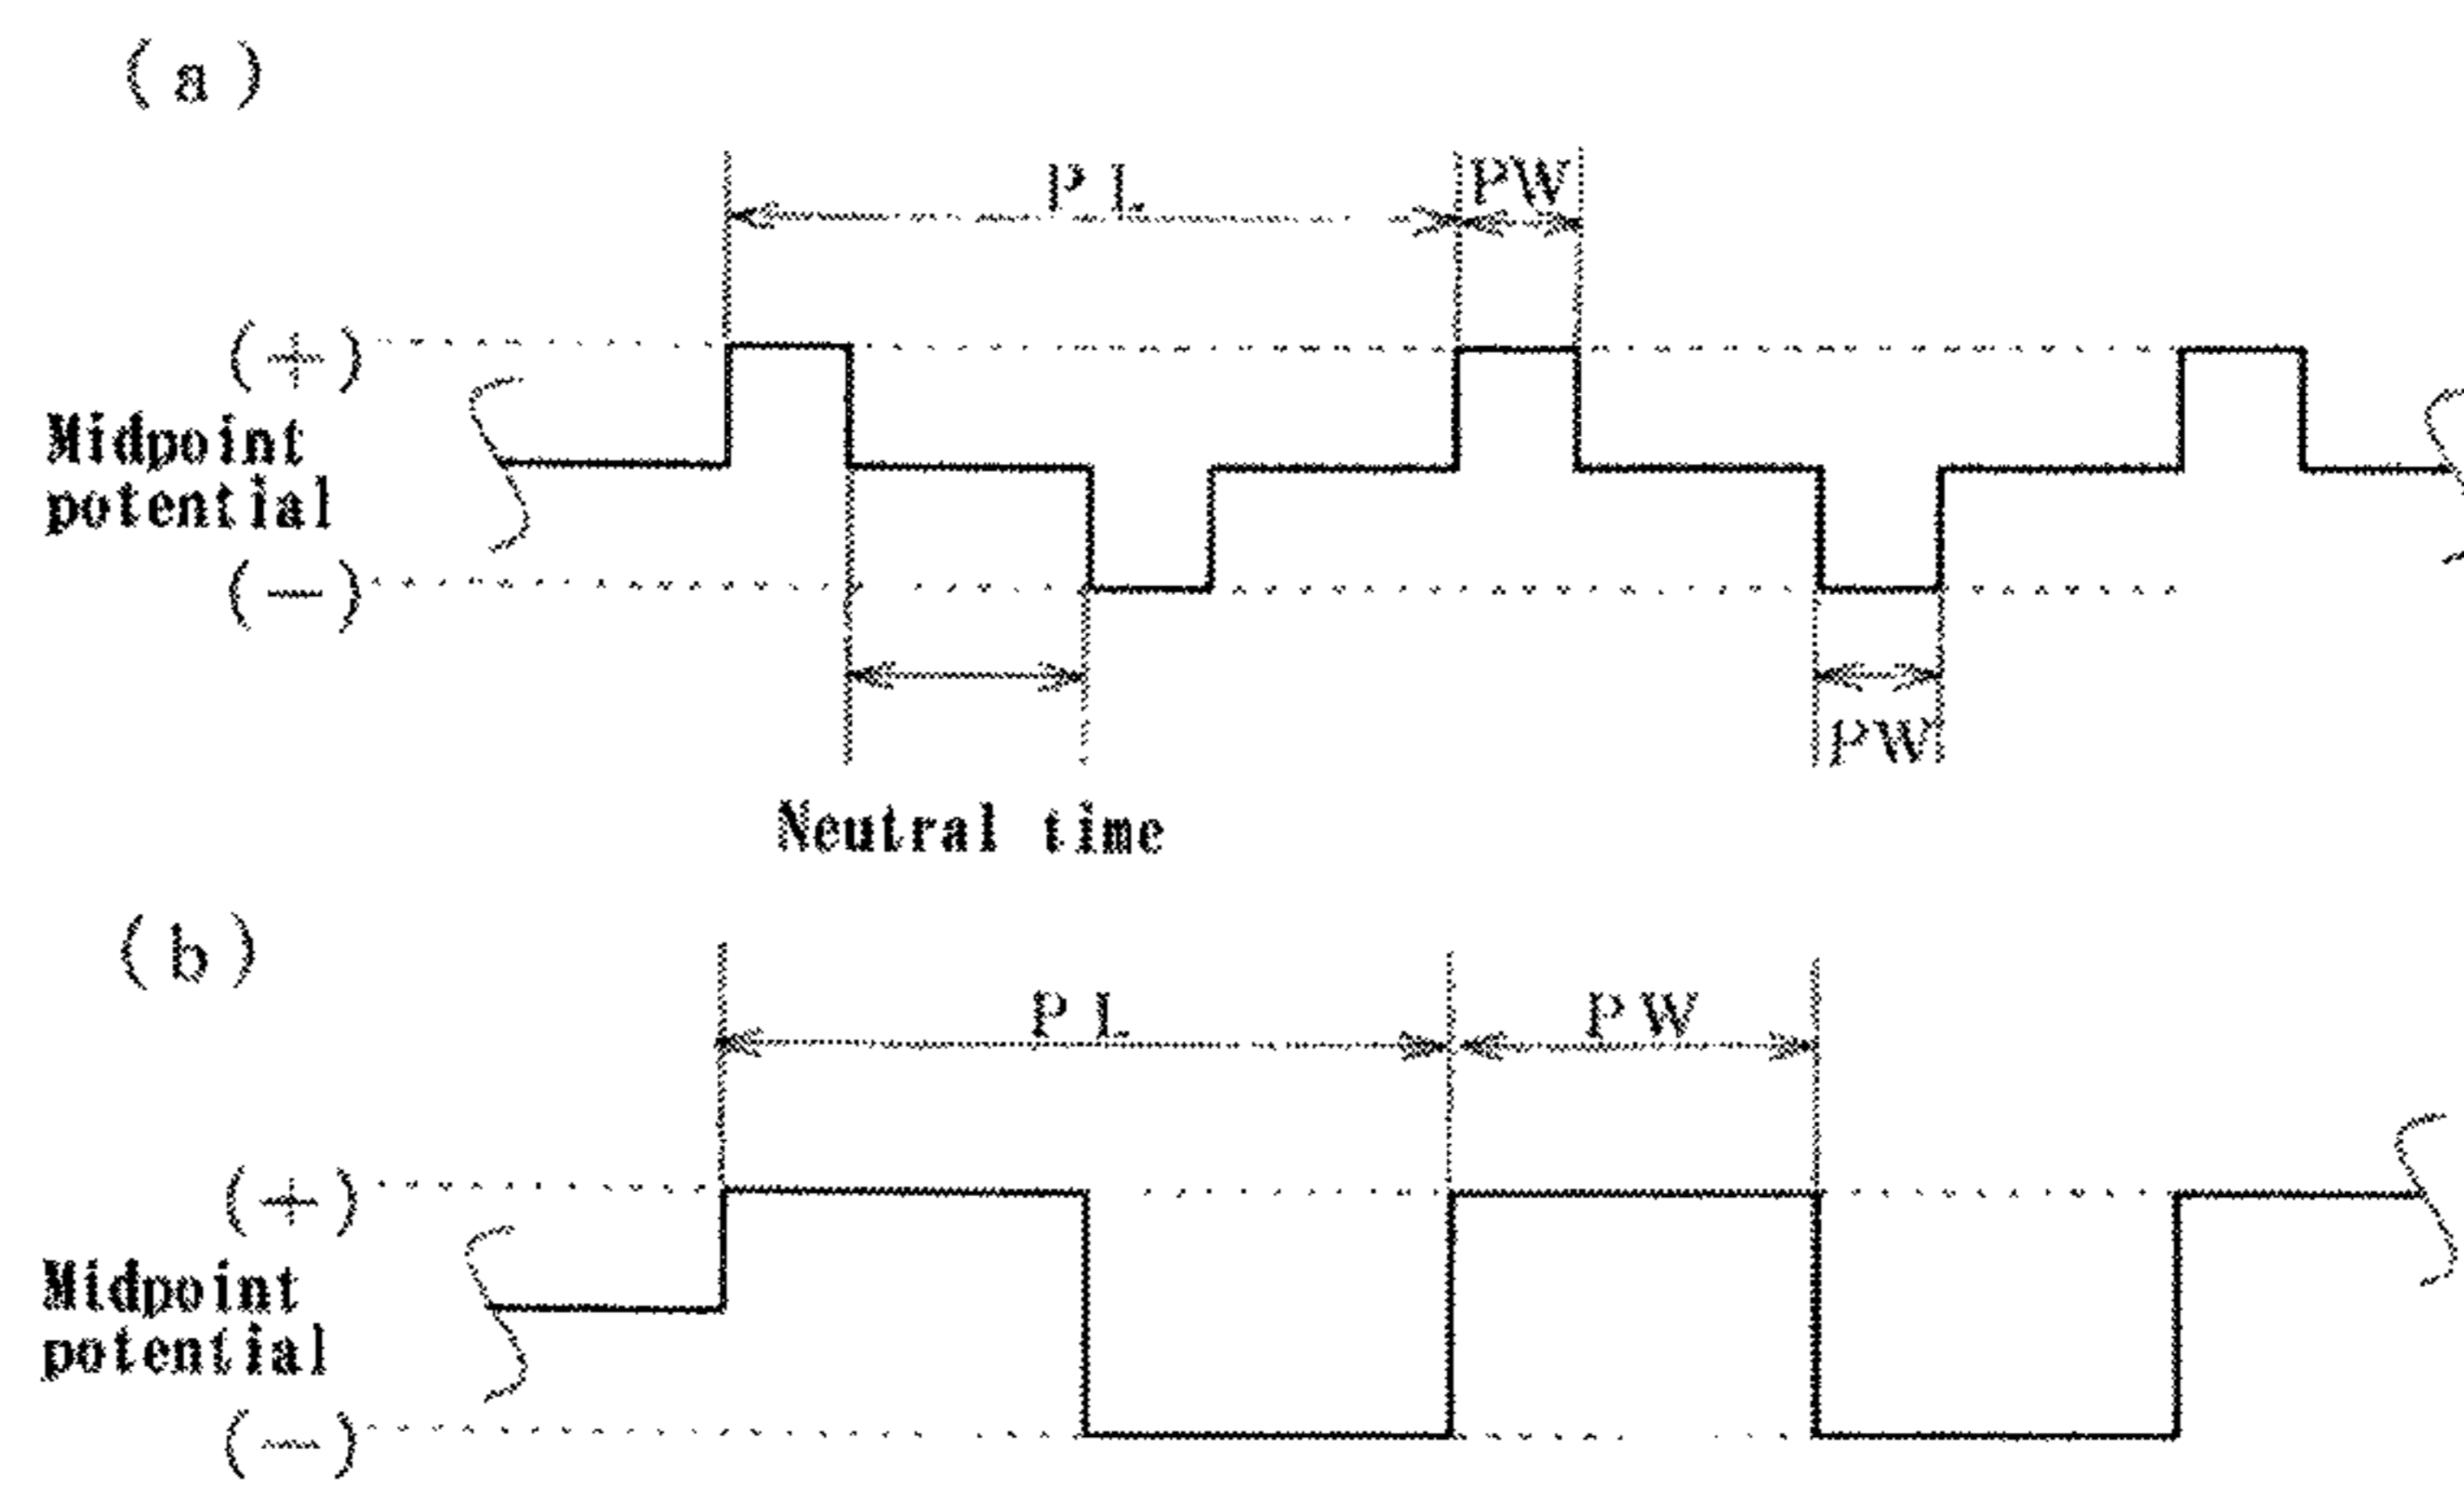 (a)
PL
PW
(+)
Midpoint
potential
(−)
PW
Neutral time
(b)
PL
PW
(+)
Midpoint
potential
(−)